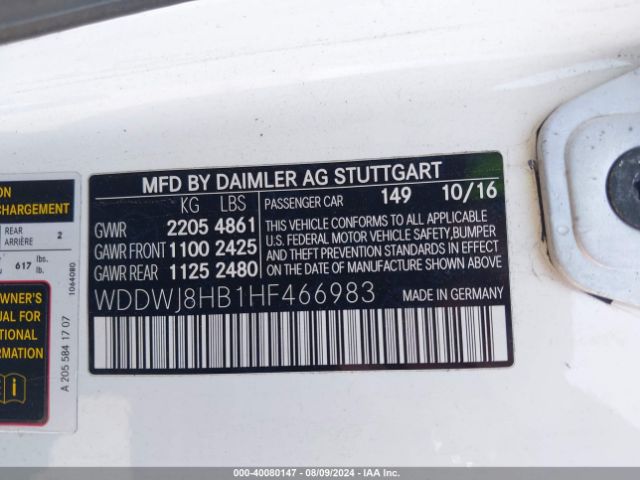 ON
CHARGEMENT
REAR
ARRIÈRE 2
617 lbs.
lb.
1064080
WNER'S
UAL FOR
TIONAL
RMATION
A 205 584 17 07
MFD BY DAIMLER AG STUTTGART
KG LBS PASSENGER CAR 149 10/16
GVWR 2205 4861
GAWR FRONT 1100 2425
GAWR REAR 1125 2480
THIS VEHICLE CONFORMS TO ALL APPLICABLE
U.S. FEDERAL MOTOR VEHICLE SAFETY,BUMPER
AND THEFT PREVENTION STANDARDS IN EFFECT
ON THE DATE OF MANUFACTURE SHOWN ABOVE.
WDDWJ8HB1HF466983 MADE IN GERMANY
000-40080147 - 08/09/2024 - IAA Inc.